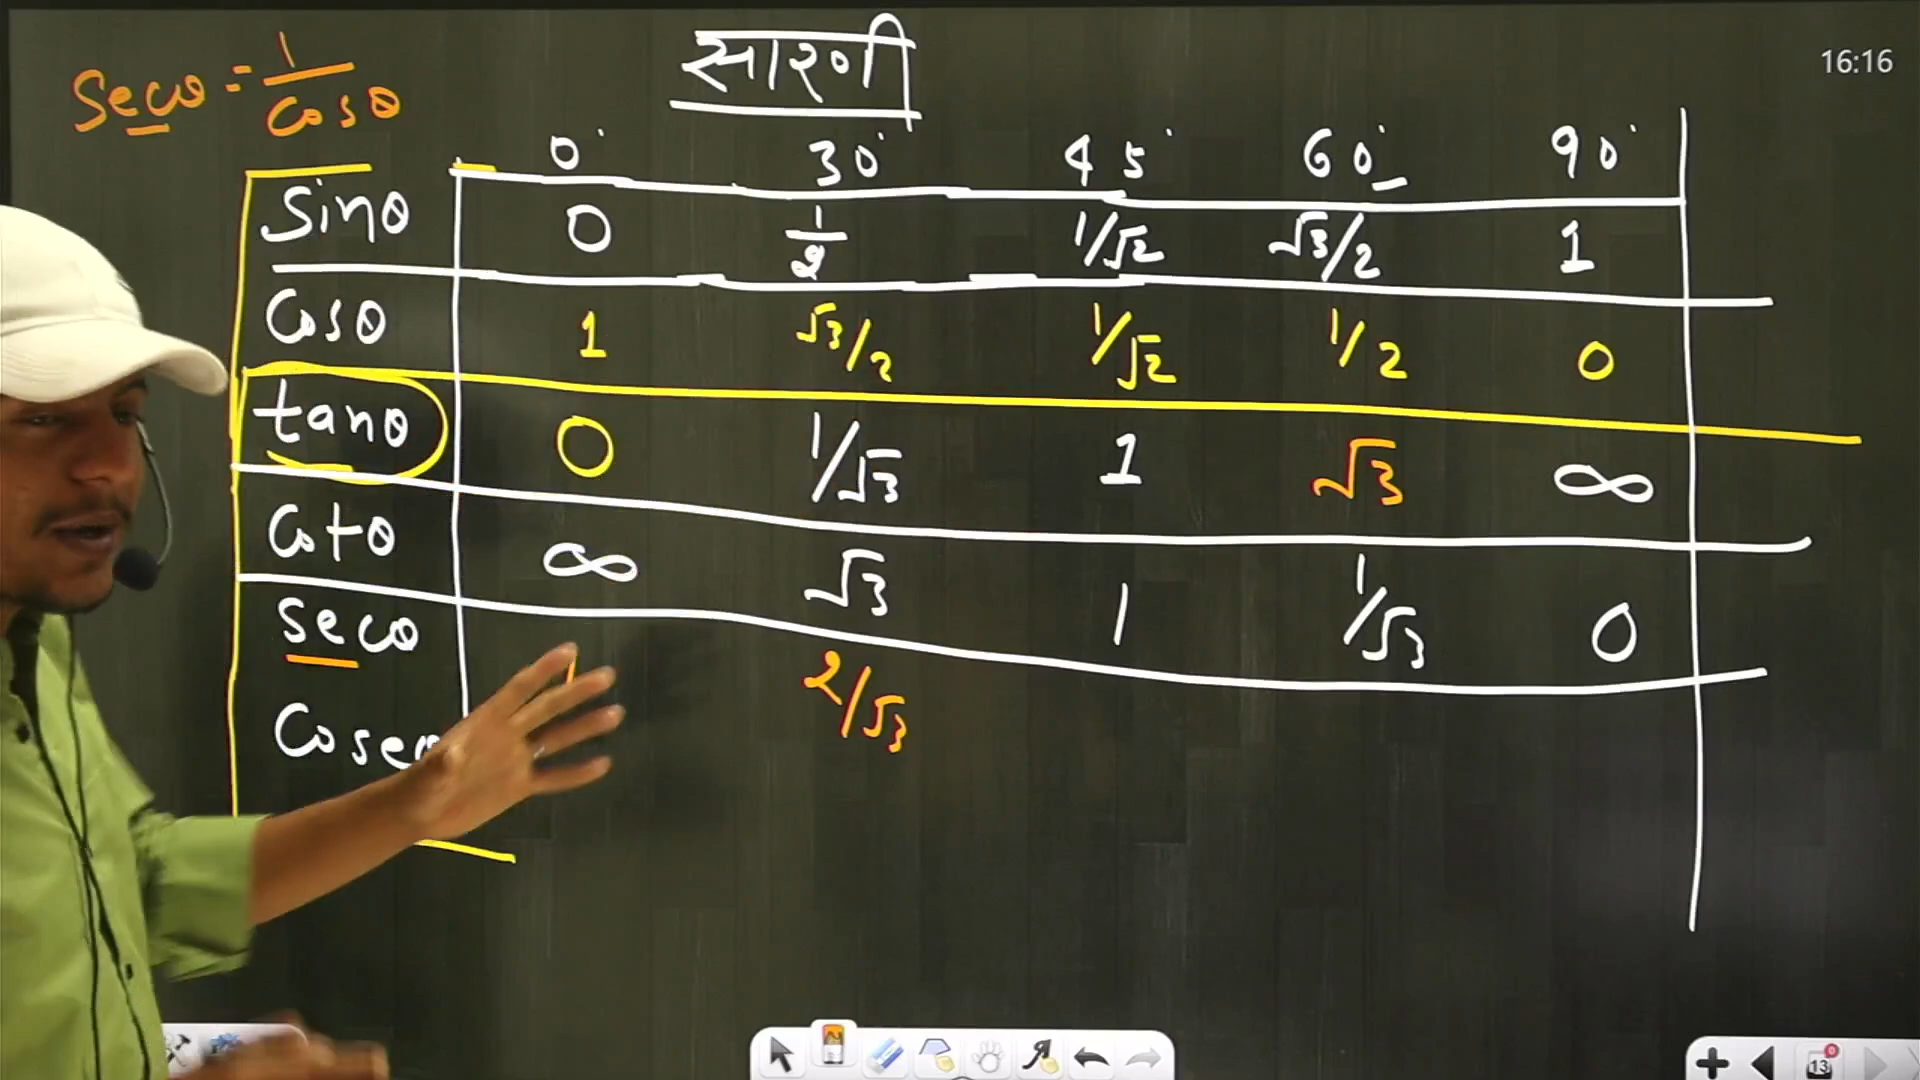 secθ = 1/cosθ
सारणी
16:16
0° 30° 45° 60° 90°
sinθ 0 1/2 1/√2 √3/2 1
cosθ 1 √3/2 1/√2 1/2 0
tanθ 0 1/√3 1 √3 ∞
cotθ ∞ √3 1 1/√3 0
secθ 2/√3
13